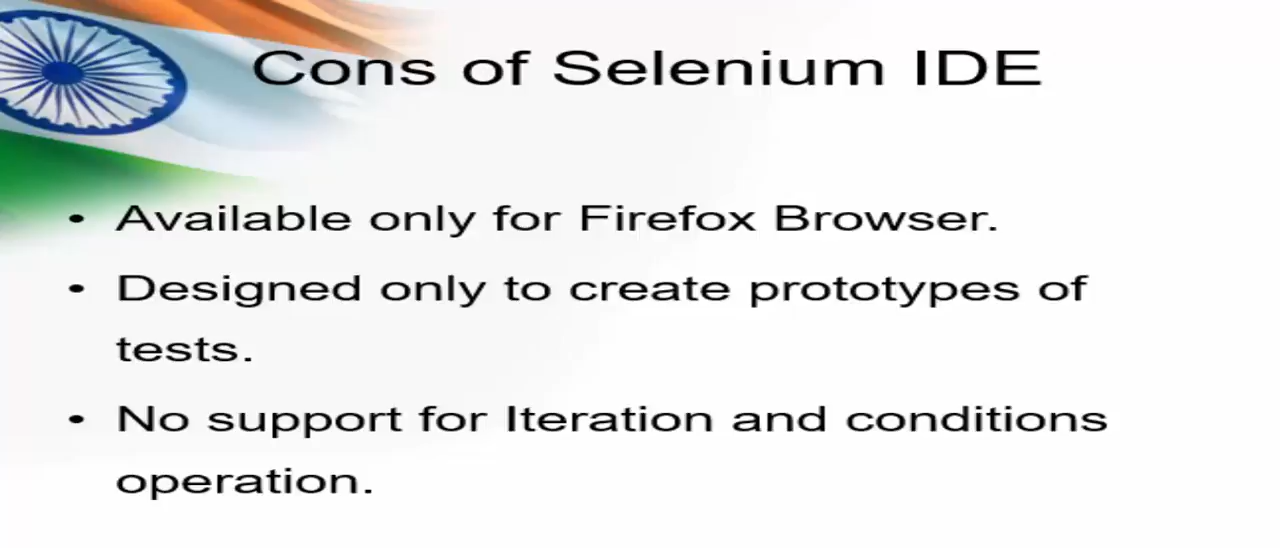 Cons of Selenium IDE
• Available only for Firefox Browser.
• Designed only to create prototypes of
tests.
• No support for Iteration and conditions
operation.